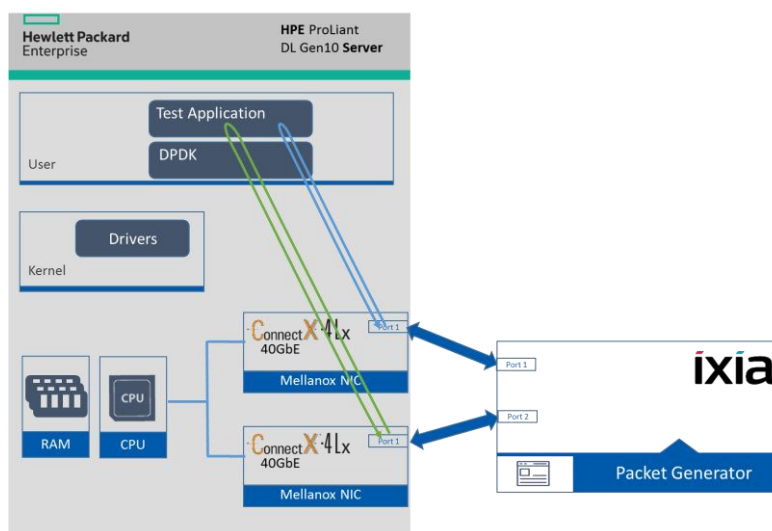 Hewlett Packard
Enterprise
HPE ProLiant
DL Gen10 Server
Test Application
DPDK
User
Drivers
Kernel
ConnectX·4Lx
40GbE
Port 1
Mellanox NIC
RAM
CPU
CPU
ConnectX·4Lx
40GbE
Port 1
Mellanox NIC
Port 1
ixia
Port 2
Packet Generator